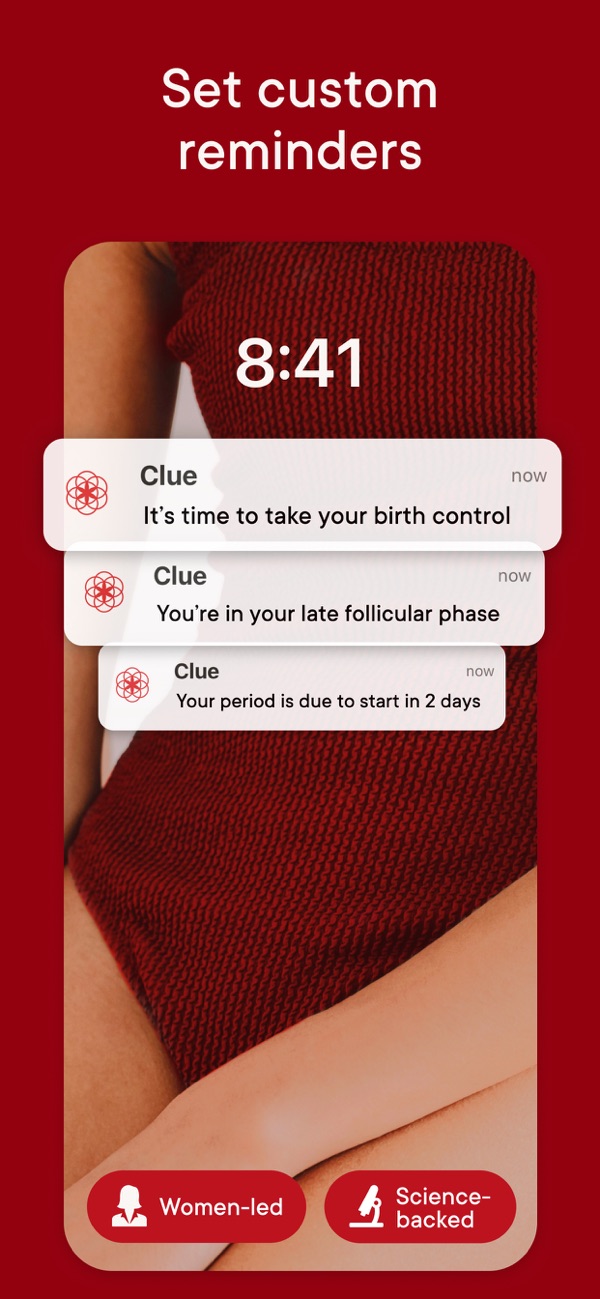 Set custom
reminders
8:41
Clue
now
It’s time to take your birth control
Clue
now
You’re in your late follicular phase
Clue
now
Your period is due to start in 2 days
Women-led
Science-
backed